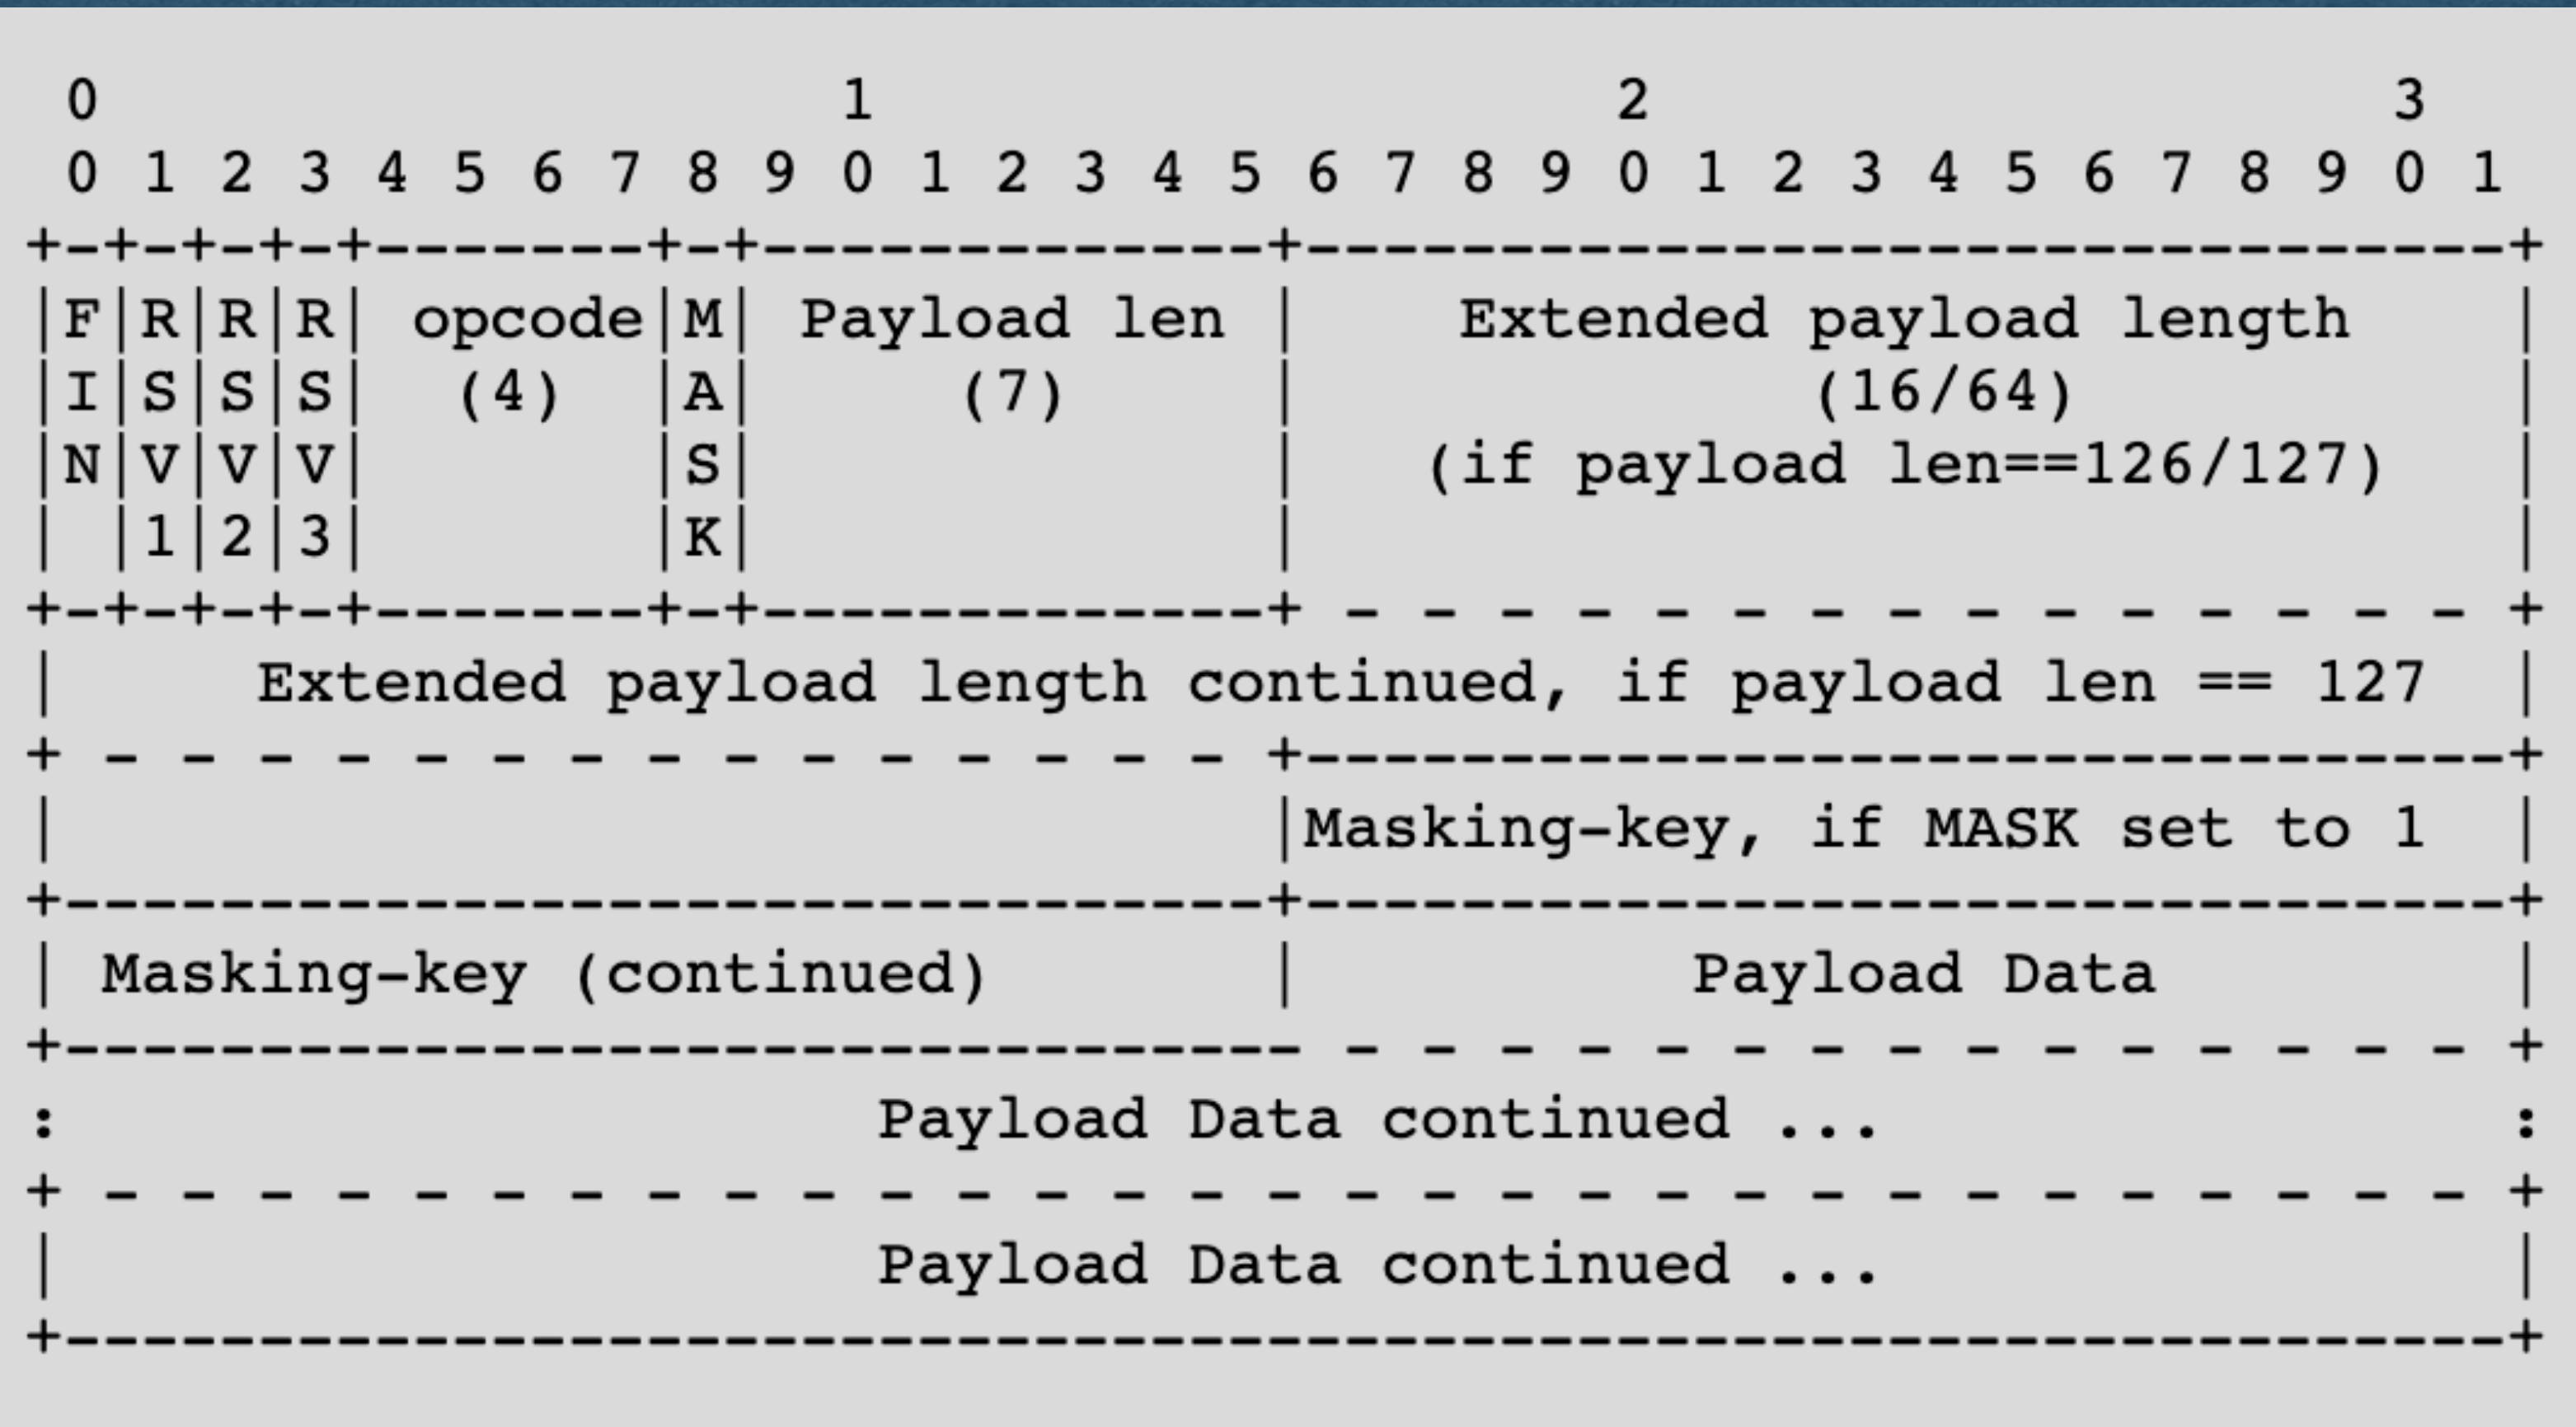 0                   1                   2                   3
 0 1 2 3 4 5 6 7 8 9 0 1 2 3 4 5 6 7 8 9 0 1 2 3 4 5 6 7 8 9 0 1
+-+-+-+-+-------+-+-------------+-------------------------------+
|F|R|R|R| opcode|M| Payload len |    Extended payload length    |
|I|S|S|S|  (4)  |A|     (7)     |             (16/64)           |
|N|V|V|V|       |S|             |   (if payload len==126/127)   |
| |1|2|3|       |K|             |                               |
+-+-+-+-+-------+-+-------------+ - - - - - - - - - - - - - - - +
|     Extended payload length continued, if payload len == 127  |
+ - - - - - - - - - - - - - - - +-------------------------------+
|                               |Masking-key, if MASK set to 1  |
+-------------------------------+-------------------------------+
| Masking-key (continued)       |          Payload Data         |
+-------------------------------- - - - - - - - - - - - - - - - +
:                     Payload Data continued ...                :
+ - - - - - - - - - - - - - - - - - - - - - - - - - - - - - - - +
|                     Payload Data continued ...                |
+---------------------------------------------------------------+